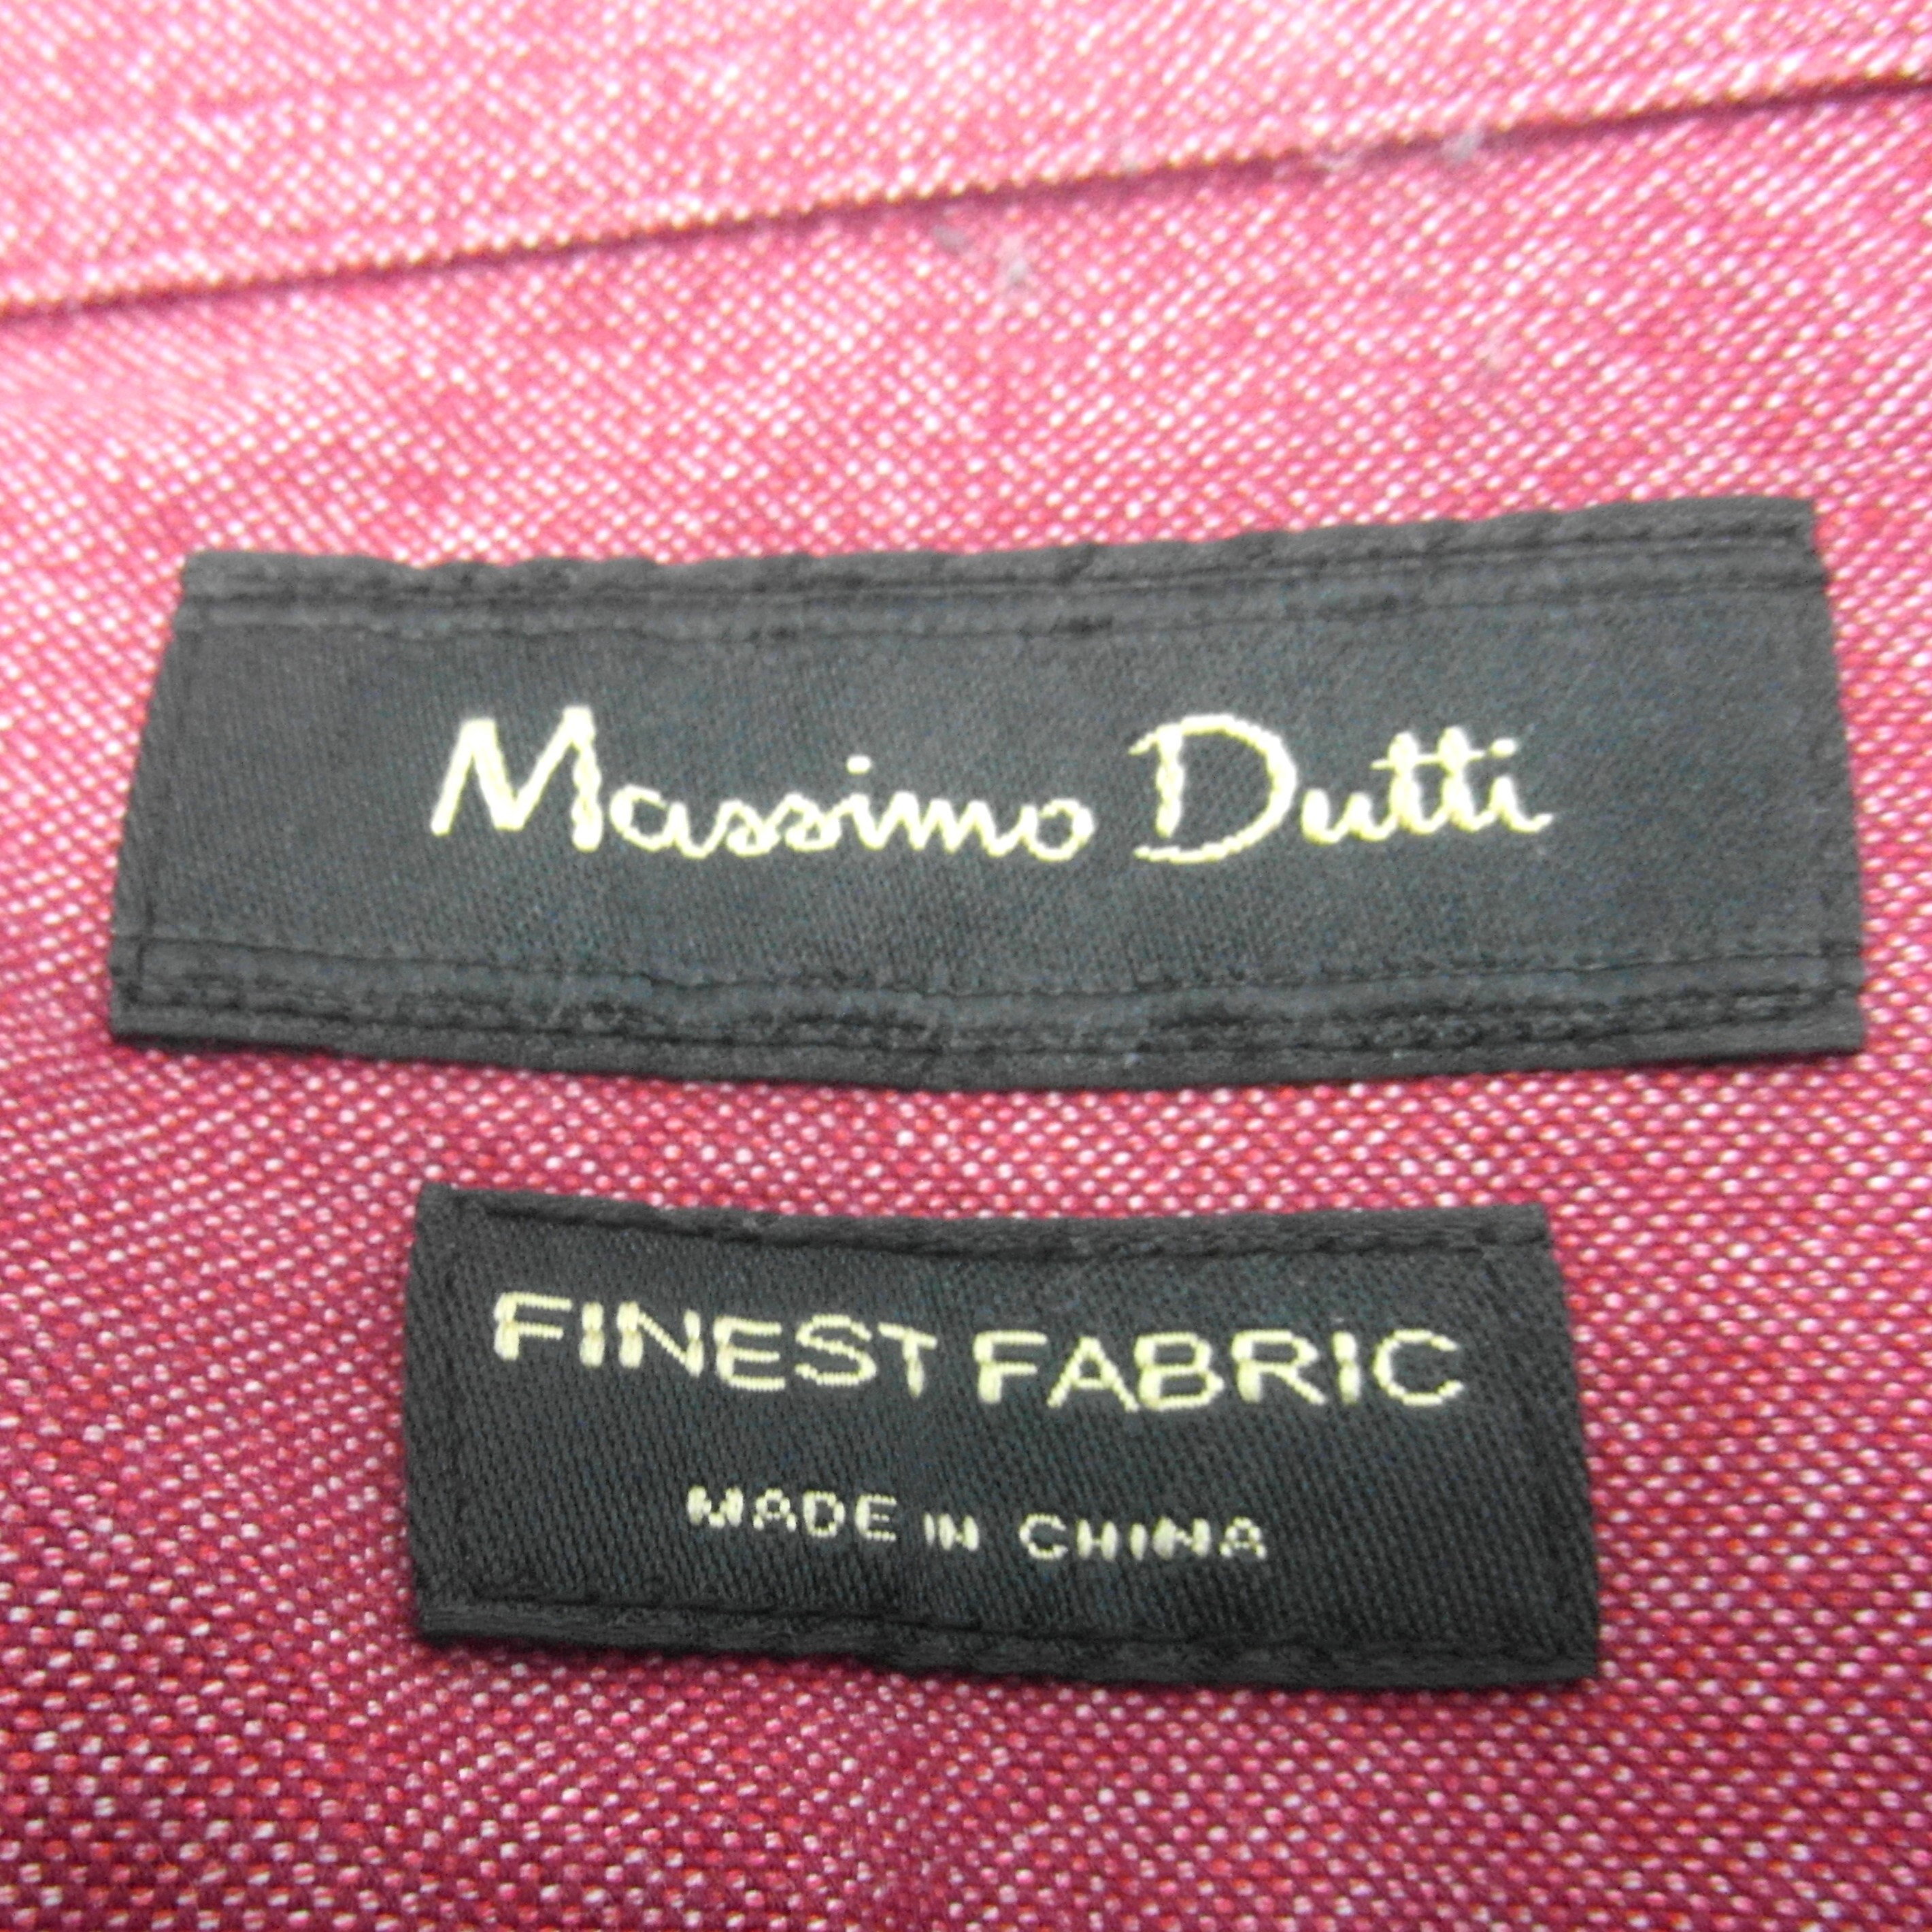 Massimo Dutti
FINEST FABRIC
MADE IN CHINA